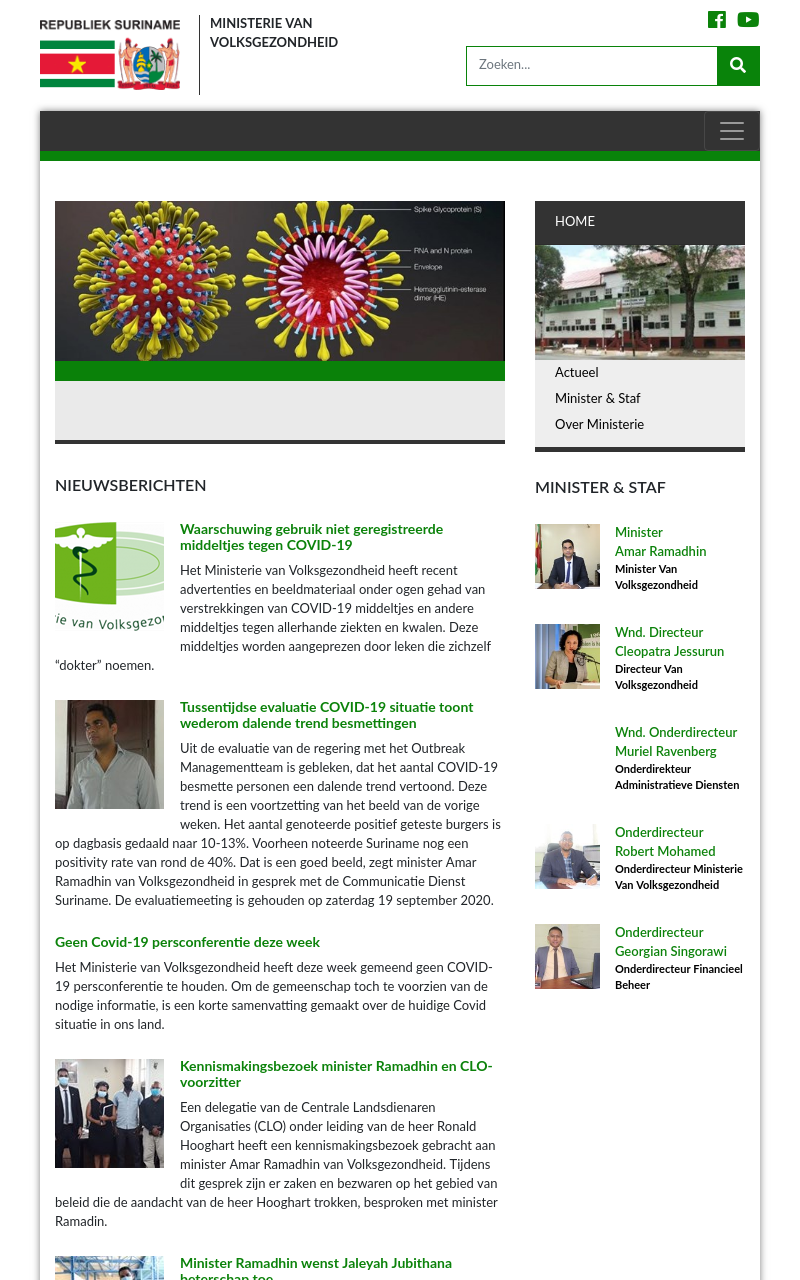 REPUBLIEK SURINAME
MINISTERIE VAN
VOLKSGEZONDHEID
Zoeken...
Spike Glycoprotein (S)
RNA and N protein
Envelope
Hemagglutinin-esterase
dimer (HE)
HOME
Actueel
Minister & Staf
Over Ministerie
NIEUWSBERICHTEN
Waarschuwing gebruik niet geregistreerde
middeltjes tegen COVID-19
Het Ministerie van Volksgezondheid heeft recent
advertenties en beeldmateriaal onder ogen gehad van
verstrekkingen van COVID-19 middeltjes en andere
middeltjes tegen allerhande ziekten en kwalen. Deze
middeltjes worden aangeprezen door leken die zichzelf
“dokter” noemen.
Tussentijdse evaluatie COVID-19 situatie toont
wederom dalende trend besmettingen
Uit de evaluatie van de regering met het Outbreak
Managementteam is gebleken, dat het aantal COVID-19
besmette personen een dalende trend vertoond. Deze
trend is een voortzetting van het beeld van de vorige
weken. Het aantal genoteerde positief geteste burgers is
op dagbasis gedaald naar 10-13%. Voorheen noteerde Suriname nog een
positivity rate van rond de 40%. Dat is een goed beeld, zegt minister Amar
Ramadhin van Volksgezondheid in gesprek met de Communicatie Dienst
Suriname. De evaluatiemeeting is gehouden op zaterdag 19 september 2020.
Geen Covid-19 persconferentie deze week
Het Ministerie van Volksgezondheid heeft deze week gemeend geen COVID-
19 persconferentie te houden. Om de gemeenschap toch te voorzien van de
nodige informatie, is een korte samenvatting gemaakt over de huidige Covid
situatie in ons land.
Kennismakingsbezoek minister Ramadhin en CLO-
voorzitter
Een delegatie van de Centrale Landsdienaren
Organisaties (CLO) onder leiding van de heer Ronald
Hooghart heeft een kennismakingsbezoek gebracht aan
minister Amar Ramadhin van Volksgezondheid. Tijdens
dit gesprek zijn er zaken en bezwaren op het gebied van
beleid die de aandacht van de heer Hooghart trokken, besproken met minister
Ramadin.
Minister Ramadhin wenst Jaleyah Jubithana
beterschap toe
MINISTER & STAF
Minister
Amar Ramadhin
Minister Van
Volksgezondheid
Wnd. Directeur
Cleopatra Jessurun
Directeur Van
Volksgezondheid
Wnd. Onderdirecteur
Muriel Ravenberg
Onderdirekteur
Administratieve Diensten
Onderdirecteur
Robert Mohamed
Onderdirecteur Ministerie
Van Volksgezondheid
Onderdirecteur
Georgian Singorawi
Onderdirecteur Financieel
Beheer